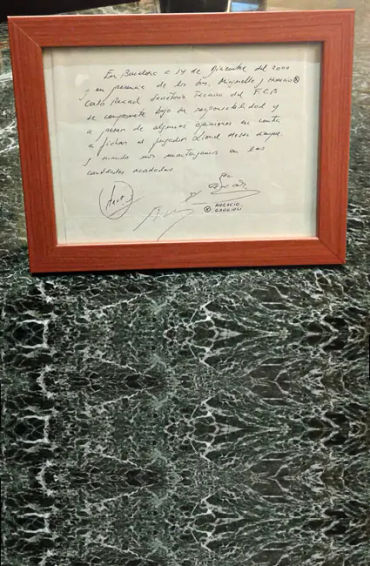 En Barcelona a 14 de Diciembre del 2000
y en presencia de los Sres. Minguella y Horacio
Carlo Rexach Secretario Técnico del F.C.B
se compromete bajo su responsabilidad y
a pesar de algunas opiniones en contra
a fichar al jugador Lionel Messi
y cuando nos mantengamos en las
cantidades acordadas
HORACIO
GAGGIOLI